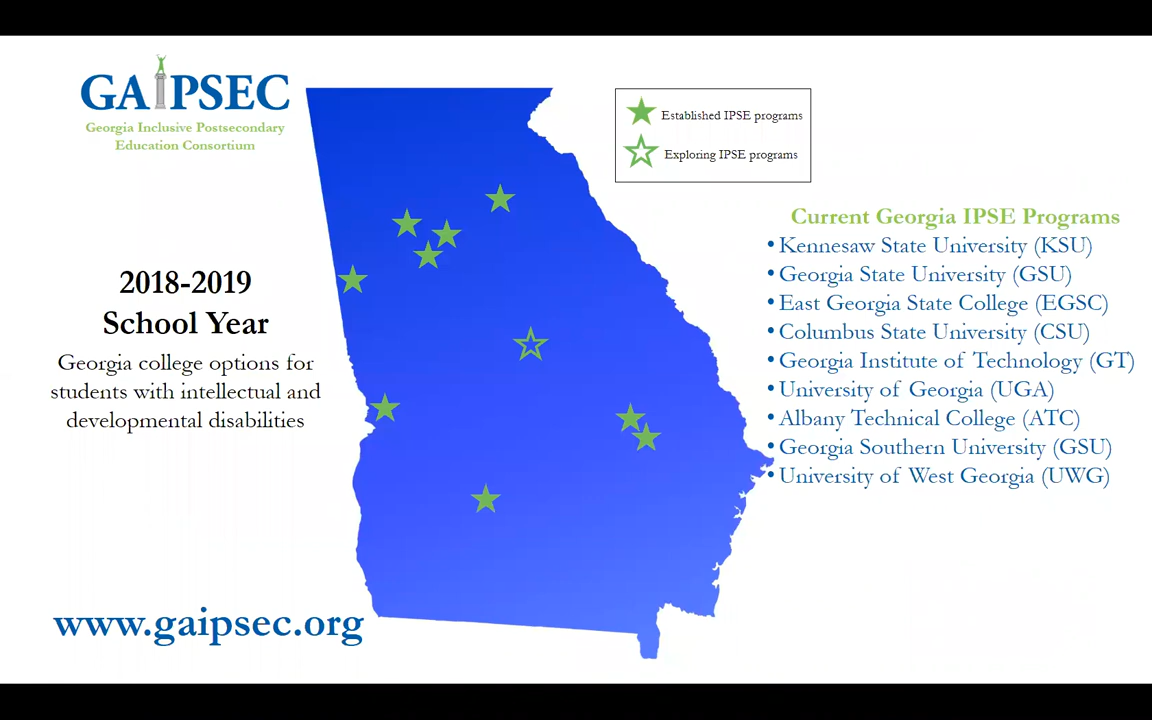 GAIPSEC
Georgia Inclusive Postsecondary
Education Consortium
2018-2019
School Year
Georgia college options for
students with intellectual and
developmental disabilities
www.gaipsec.org
Established IPSE programs
Exploring IPSE programs
Current Georgia IPSE Programs
• Kennesaw State University (KSU)
• Georgia State University (GSU)
• East Georgia State College (EGSC)
• Columbus State University (CSU)
• Georgia Institute of Technology (GT)
• University of Georgia (UGA)
• Albany Technical College (ATC)
• Georgia Southern University (GSU)
• University of West Georgia (UWG)